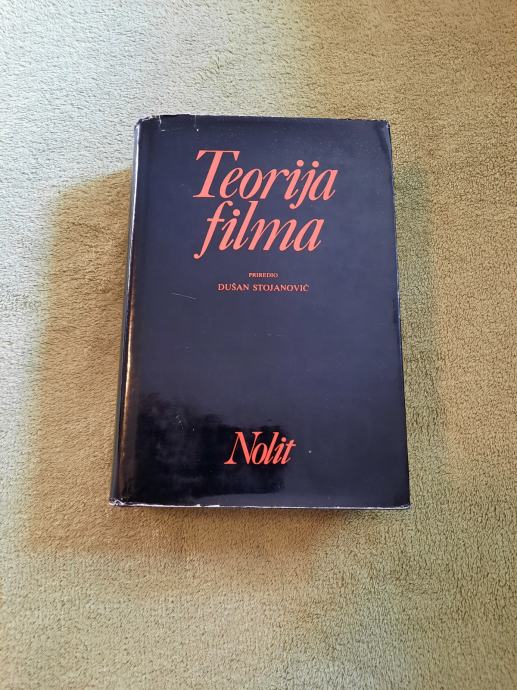 Teorija
filma
PRIREDIO
DUŠAN STOJANOVIĆ
Nolit